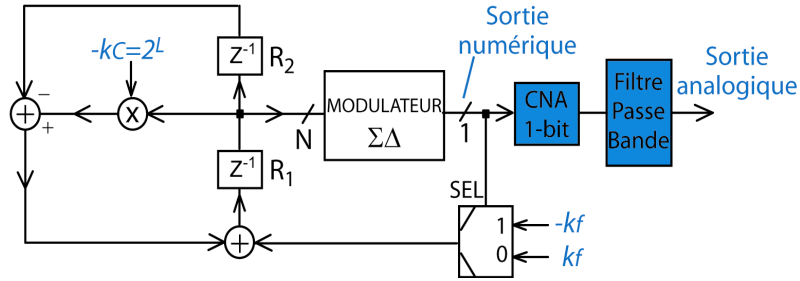 -kc=2^L
Z⁻¹ R₂
Sortie
numérique
Sortie
analogique
− + +
X
N
MODULATEUR
ΣΔ
1
CNA
1-bit
Filtre
Passe
Bande
Z⁻¹ R₁
SEL
1 -kf
0 kf
+